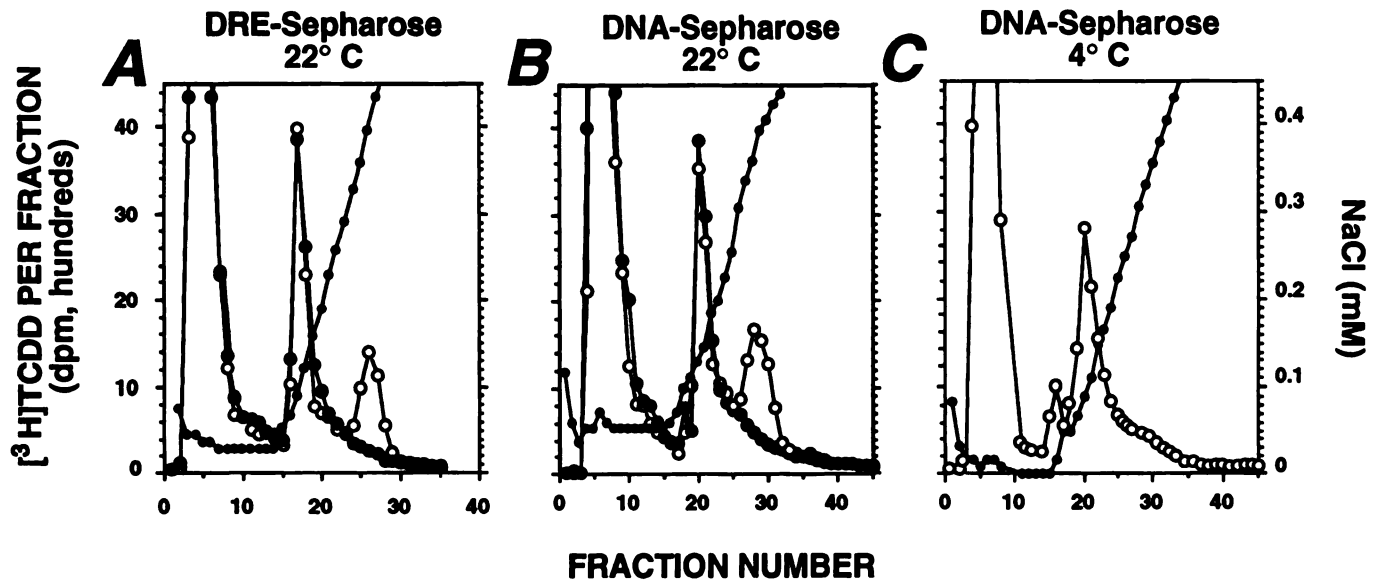 DRE-Sepharose
22° C
DNA-Sepharose
22° C
DNA-Sepharose
4° C
A
B
C
[³H]TCDD PER FRACTION
(dpm, hundreds)
40
30
20
10
0
0 10 20 30 40
0 10 20 30 40
0 10 20 30 40
0.4
0.3
0.2
0.1
0
NaCl (mM)
FRACTION NUMBER